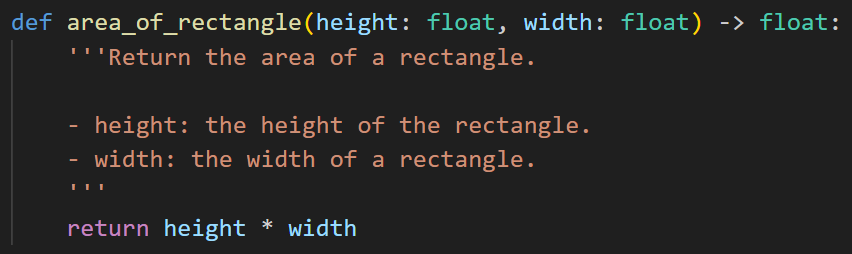 def area_of_rectangle(height: float, width: float) -> float:
    '''Return the area of a rectangle.

    - height: the height of the rectangle.
    - width: the width of a rectangle.
    '''
    return height * width